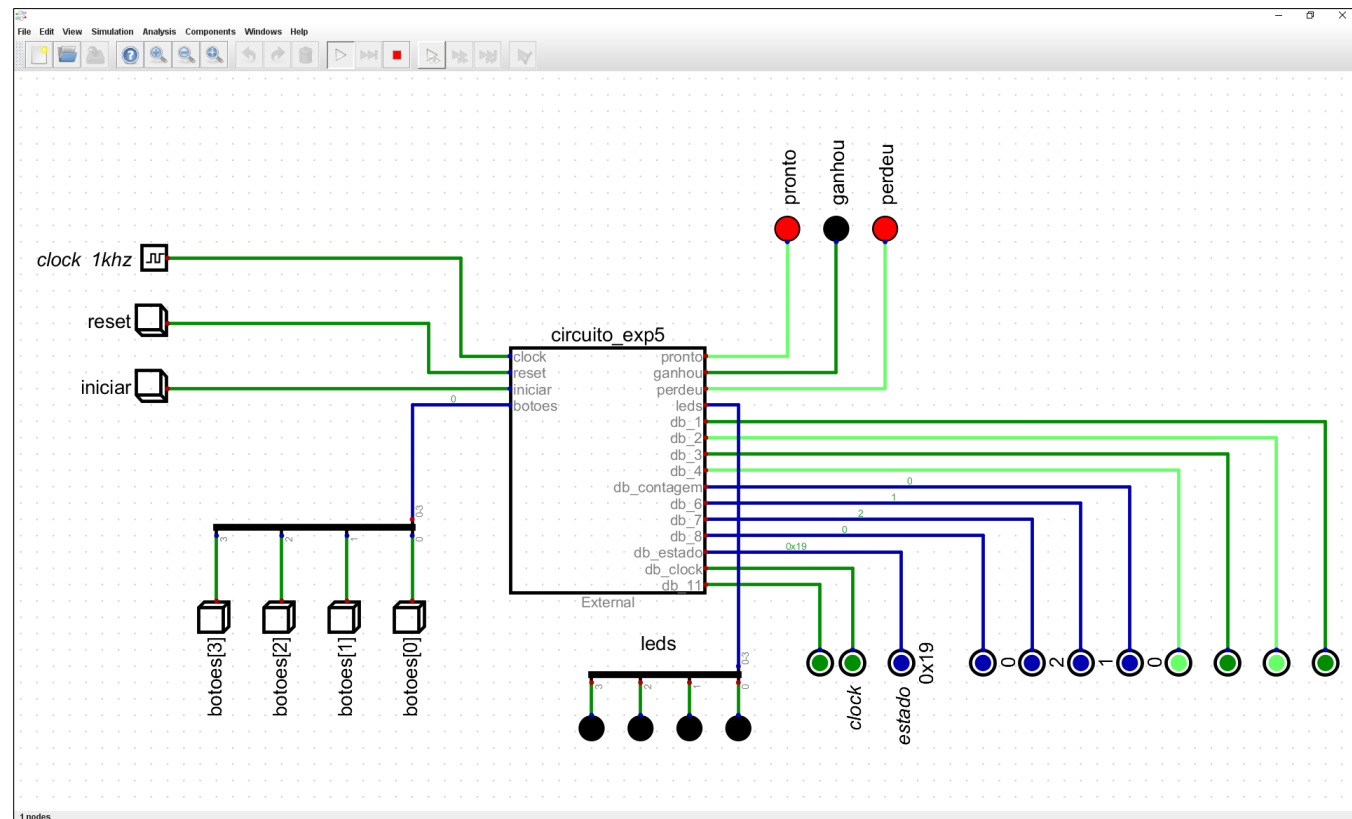 File Edit View Simulation Analysis Components Windows Help
pronto
ganhou
perdeu
clock 1khz
reset
iniciar
circuito_exp5
clock
reset
iniciar
botoes
pronto
ganhou
perdeu
leds
db_1
db_2
db_3
db_4
db_contagem
db_6
db_7
db_8
db_estado
db_clock
db_11
External
0
0
1
2
0
0x19
0-3
3
2
1
0
botoes[3]
botoes[2]
botoes[1]
botoes[0]
leds
0-3
3
2
1
0
clock
estado
0x19
0
2
1
0
1 nodes